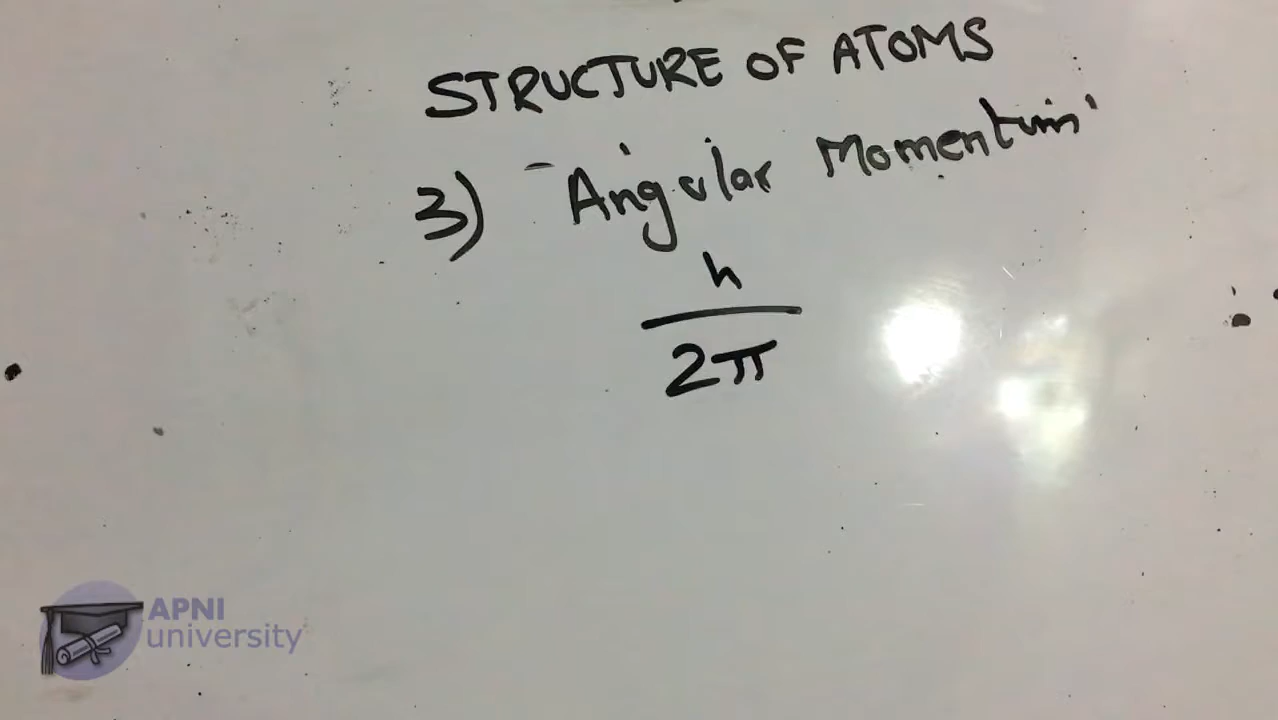 STRUCTURE OF ATOMS
3) "Angular Momentum"
h
2π
APNI
university